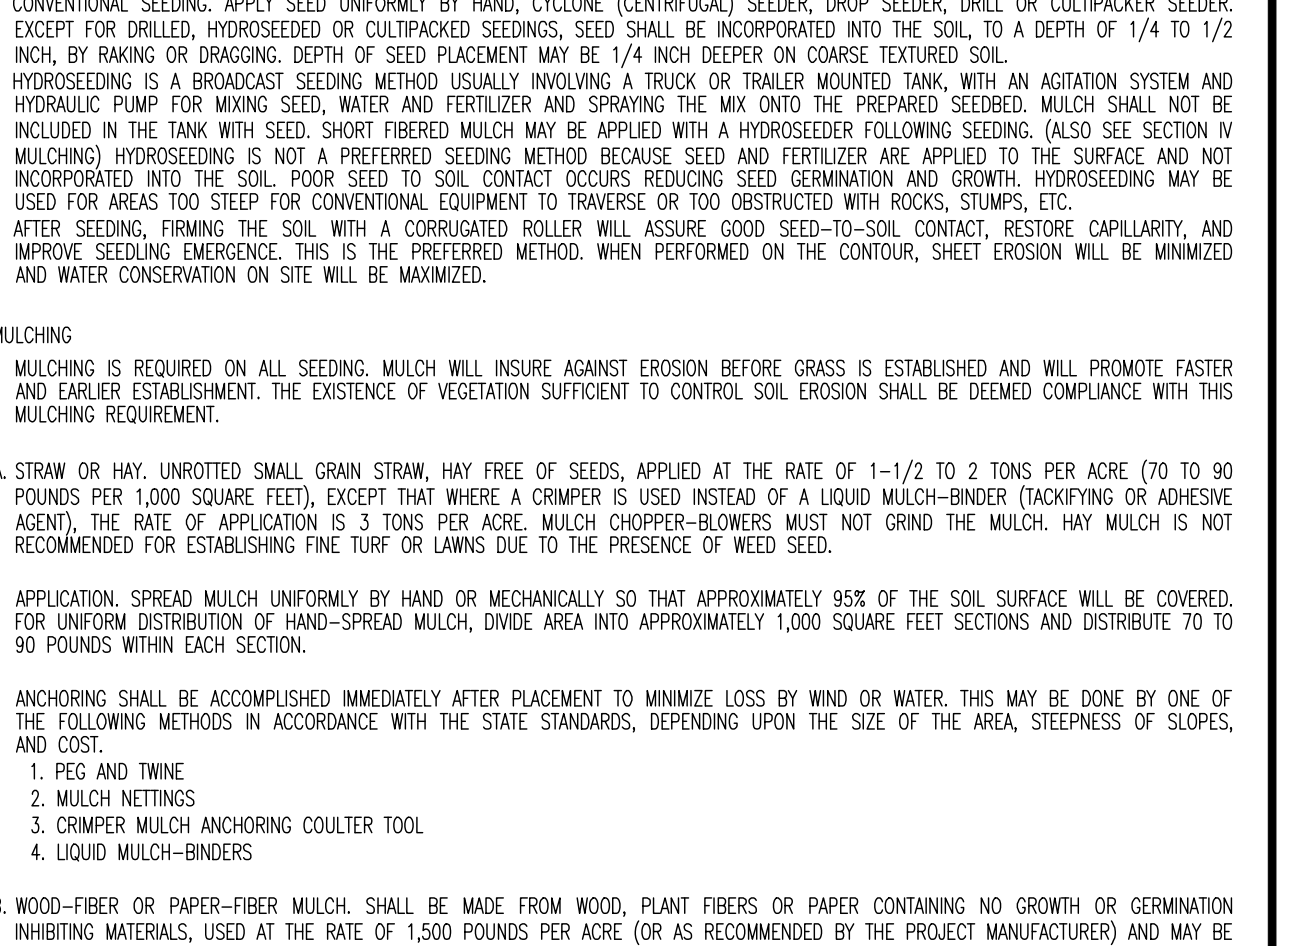 CONVENTIONAL SEEDING. APPLY SEED UNIFORMLY BY HAND, CYCLONE (CENTRIFUGAL) SEEDER, DROP SEEDER, DRILL OR CULTIPACKER SEEDER.
EXCEPT FOR DRILLED, HYDROSEEDED OR CULTIPACKED SEEDINGS, SEED SHALL BE INCORPORATED INTO THE SOIL, TO A DEPTH OF 1/4 TO 1/2
INCH, BY RAKING OR DRAGGING. DEPTH OF SEED PLACEMENT MAY BE 1/4 INCH DEEPER ON COARSE TEXTURED SOIL.
HYDROSEEDING IS A BROADCAST SEEDING METHOD USUALLY INVOLVING A TRUCK OR TRAILER MOUNTED TANK, WITH AN AGITATION SYSTEM AND
HYDRAULIC PUMP FOR MIXING SEED, WATER AND FERTILIZER AND SPRAYING THE MIX ONTO THE PREPARED SEEDBED. MULCH SHALL NOT BE
INCLUDED IN THE TANK WITH SEED. SHORT FIBERED MULCH MAY BE APPLIED WITH A HYDROSEEDER FOLLOWING SEEDING. (ALSO SEE SECTION IV
MULCHING) HYDROSEEDING IS NOT A PREFERRED SEEDING METHOD BECAUSE SEED AND FERTILIZER ARE APPLIED TO THE SURFACE AND NOT
INCORPORATED INTO THE SOIL. POOR SEED TO SOIL CONTACT OCCURS REDUCING SEED GERMINATION AND GROWTH. HYDROSEEDING MAY BE
USED FOR AREAS TOO STEEP FOR CONVENTIONAL EQUIPMENT TO TRAVERSE OR TOO OBSTRUCTED WITH ROCKS, STUMPS, ETC.
AFTER SEEDING, FIRMING THE SOIL WITH A CORRUGATED ROLLER WILL ASSURE GOOD SEED-TO-SOIL CONTACT, RESTORE CAPILLARITY, AND
IMPROVE SEEDLING EMERGENCE. THIS IS THE PREFERRED METHOD. WHEN PERFORMED ON THE CONTOUR, SHEET EROSION WILL BE MINIMIZED
AND WATER CONSERVATION ON SITE WILL BE MAXIMIZED.
MULCHING
MULCHING IS REQUIRED ON ALL SEEDING. MULCH WILL INSURE AGAINST EROSION BEFORE GRASS IS ESTABLISHED AND WILL PROMOTE FASTER
AND EARLIER ESTABLISHMENT. THE EXISTENCE OF VEGETATION SUFFICIENT TO CONTROL SOIL EROSION SHALL BE DEEMED COMPLIANCE WITH THIS
MULCHING REQUIREMENT.
A. STRAW OR HAY. UNROTTED SMALL GRAIN STRAW, HAY FREE OF SEEDS, APPLIED AT THE RATE OF 1-1/2 TO 2 TONS PER ACRE (70 TO 90
POUNDS PER 1,000 SQUARE FEET), EXCEPT THAT WHERE A CRIMPER IS USED INSTEAD OF A LIQUID MULCH-BINDER (TACKIFYING OR ADHESIVE
AGENT), THE RATE OF APPLICATION IS 3 TONS PER ACRE. MULCH CHOPPER-BLOWERS MUST NOT GRIND THE MULCH. HAY MULCH IS NOT
RECOMMENDED FOR ESTABLISHING FINE TURF OR LAWNS DUE TO THE PRESENCE OF WEED SEED.
APPLICATION. SPREAD MULCH UNIFORMLY BY HAND OR MECHANICALLY SO THAT APPROXIMATELY 95% OF THE SOIL SURFACE WILL BE COVERED.
FOR UNIFORM DISTRIBUTION OF HAND-SPREAD MULCH, DIVIDE AREA INTO APPROXIMATELY 1,000 SQUARE FEET SECTIONS AND DISTRIBUTE 70 TO
90 POUNDS WITHIN EACH SECTION.
ANCHORING SHALL BE ACCOMPLISHED IMMEDIATELY AFTER PLACEMENT TO MINIMIZE LOSS BY WIND OR WATER. THIS MAY BE DONE BY ONE OF
THE FOLLOWING METHODS IN ACCORDANCE WITH THE STATE STANDARDS, DEPENDING UPON THE SIZE OF THE AREA, STEEPNESS OF SLOPES,
AND COST.
1. PEG AND TWINE
2. MULCH NETTINGS
3. CRIMPER MULCH ANCHORING COULTER TOOL
4. LIQUID MULCH-BINDERS
B. WOOD-FIBER OR PAPER-FIBER MULCH. SHALL BE MADE FROM WOOD, PLANT FIBERS OR PAPER CONTAINING NO GROWTH OR GERMINATION
INHIBITING MATERIALS, USED AT THE RATE OF 1,500 POUNDS PER ACRE (OR AS RECOMMENDED BY THE PROJECT MANUFACTURER) AND MAY BE